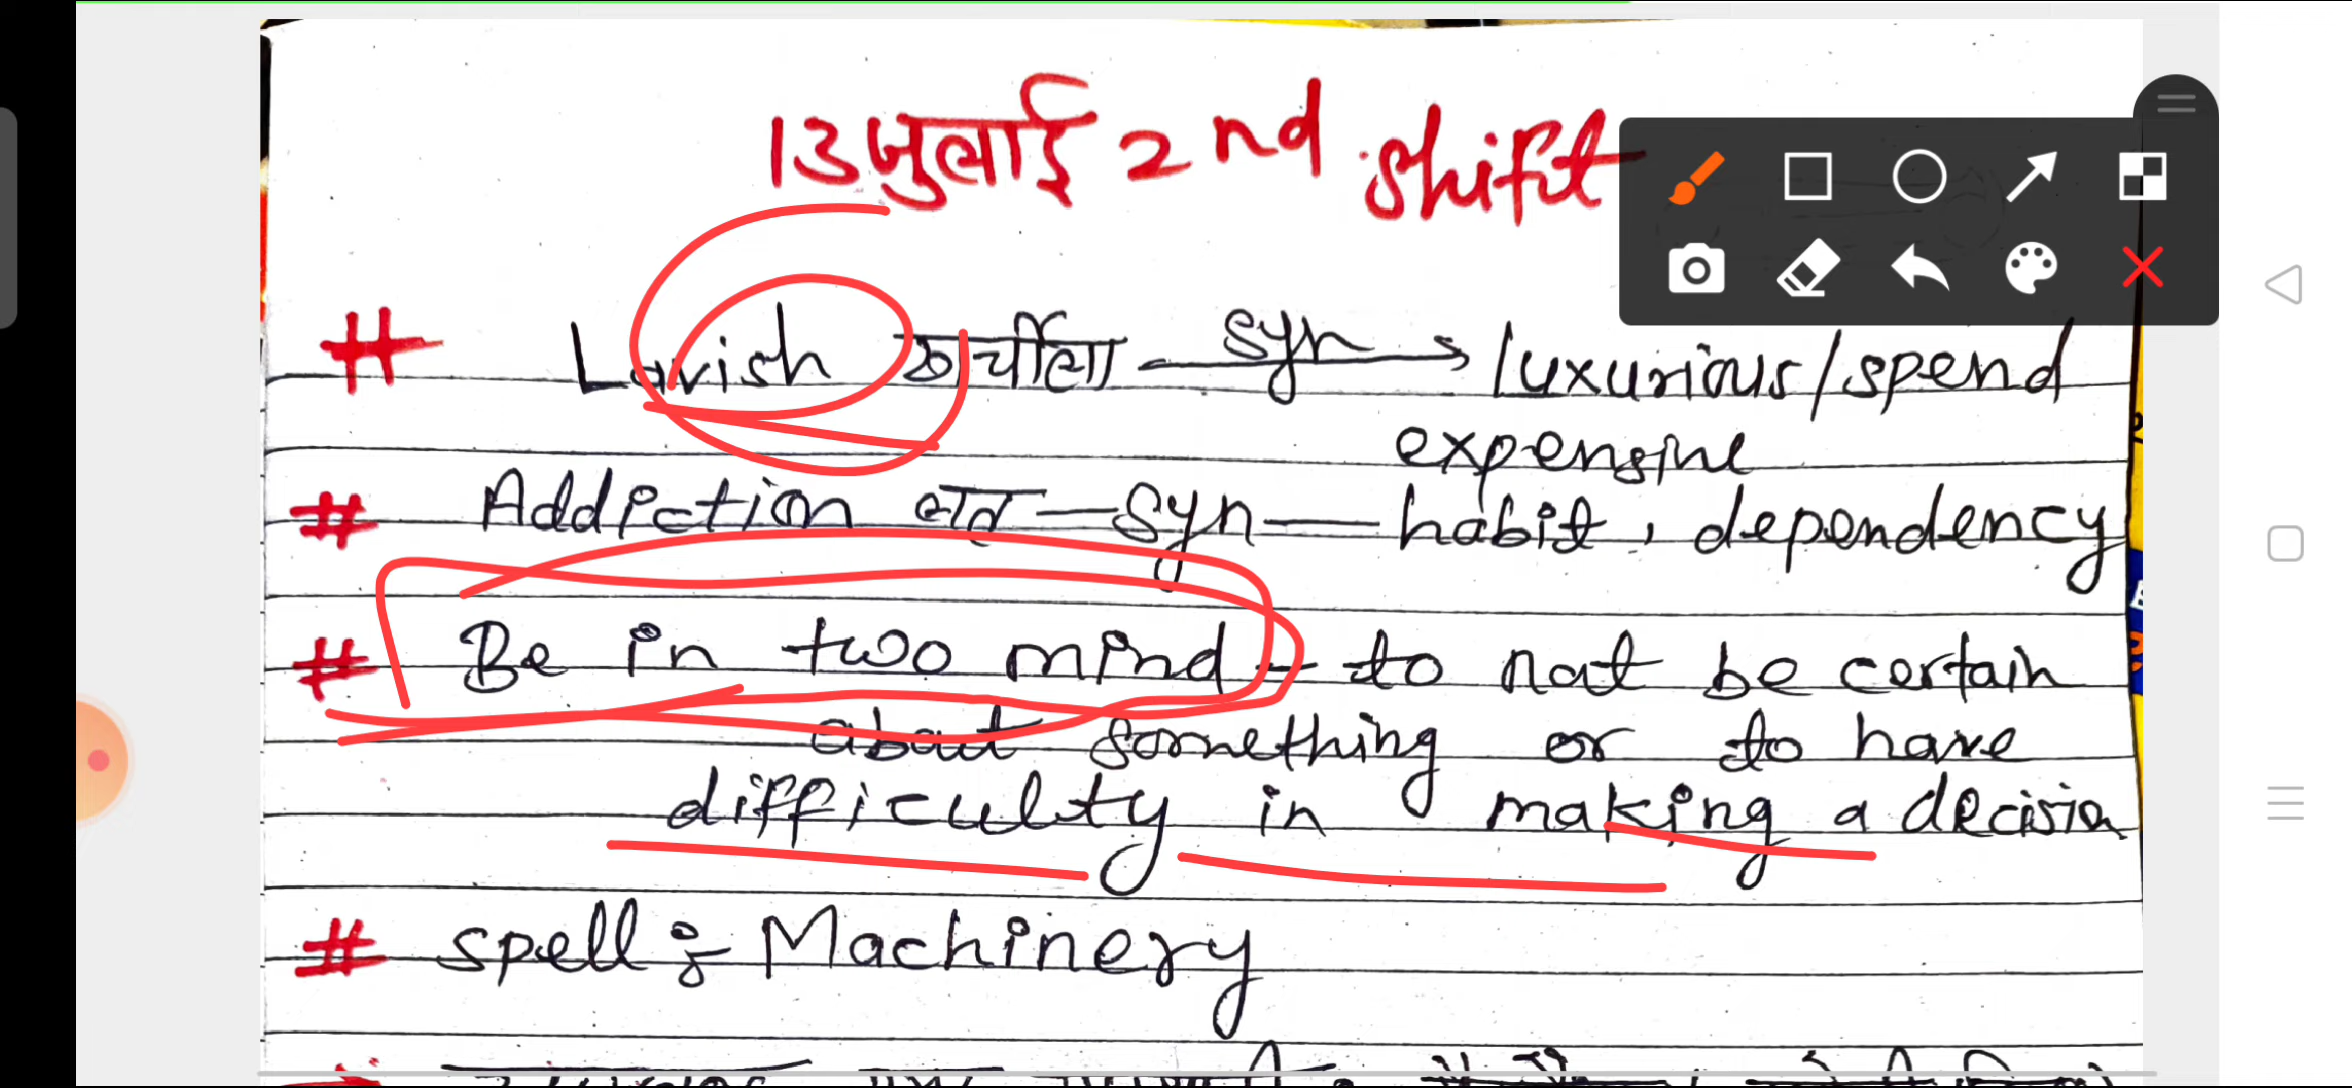 13 जुलाई 2nd shift
# Lavish खर्चीला - syn → luxurious/spend
expensive
# Addiction लत - Syn - habit, dependency
# Be in two mind - to not be certain
about something or to have
difficulty in making a decision
# spell : Machinery